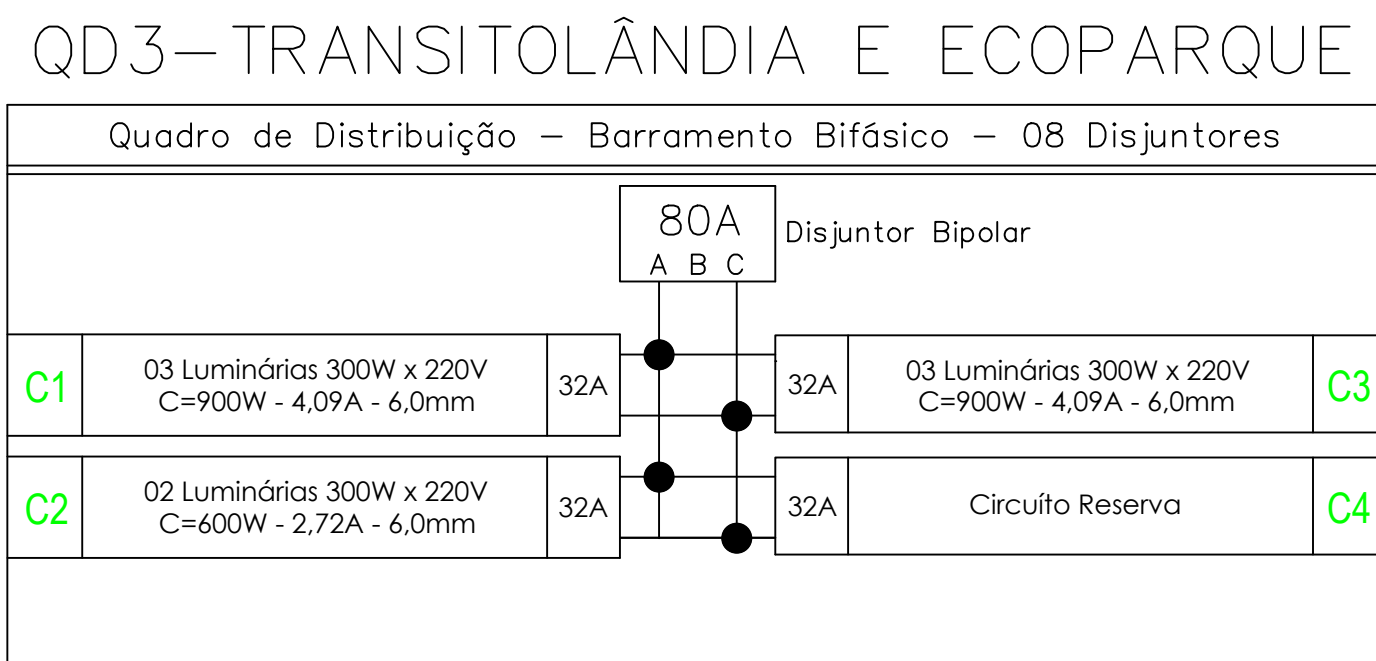 QD3-TRANSITOLÂNDIA E ECOPARQUE
Quadro de Distribuição - Barramento Bifásico - 08 Disjuntores
80A
A B C
Disjuntor Bipolar
C1
03 Luminárias 300W x 220V
C=900W - 4,09A - 6,0mm
32A
32A
03 Luminárias 300W x 220V
C=900W - 4,09A - 6,0mm
C3
C2
02 Luminárias 300W x 220V
C=600W - 2,72A - 6,0mm
32A
32A
Circuíto Reserva
C4